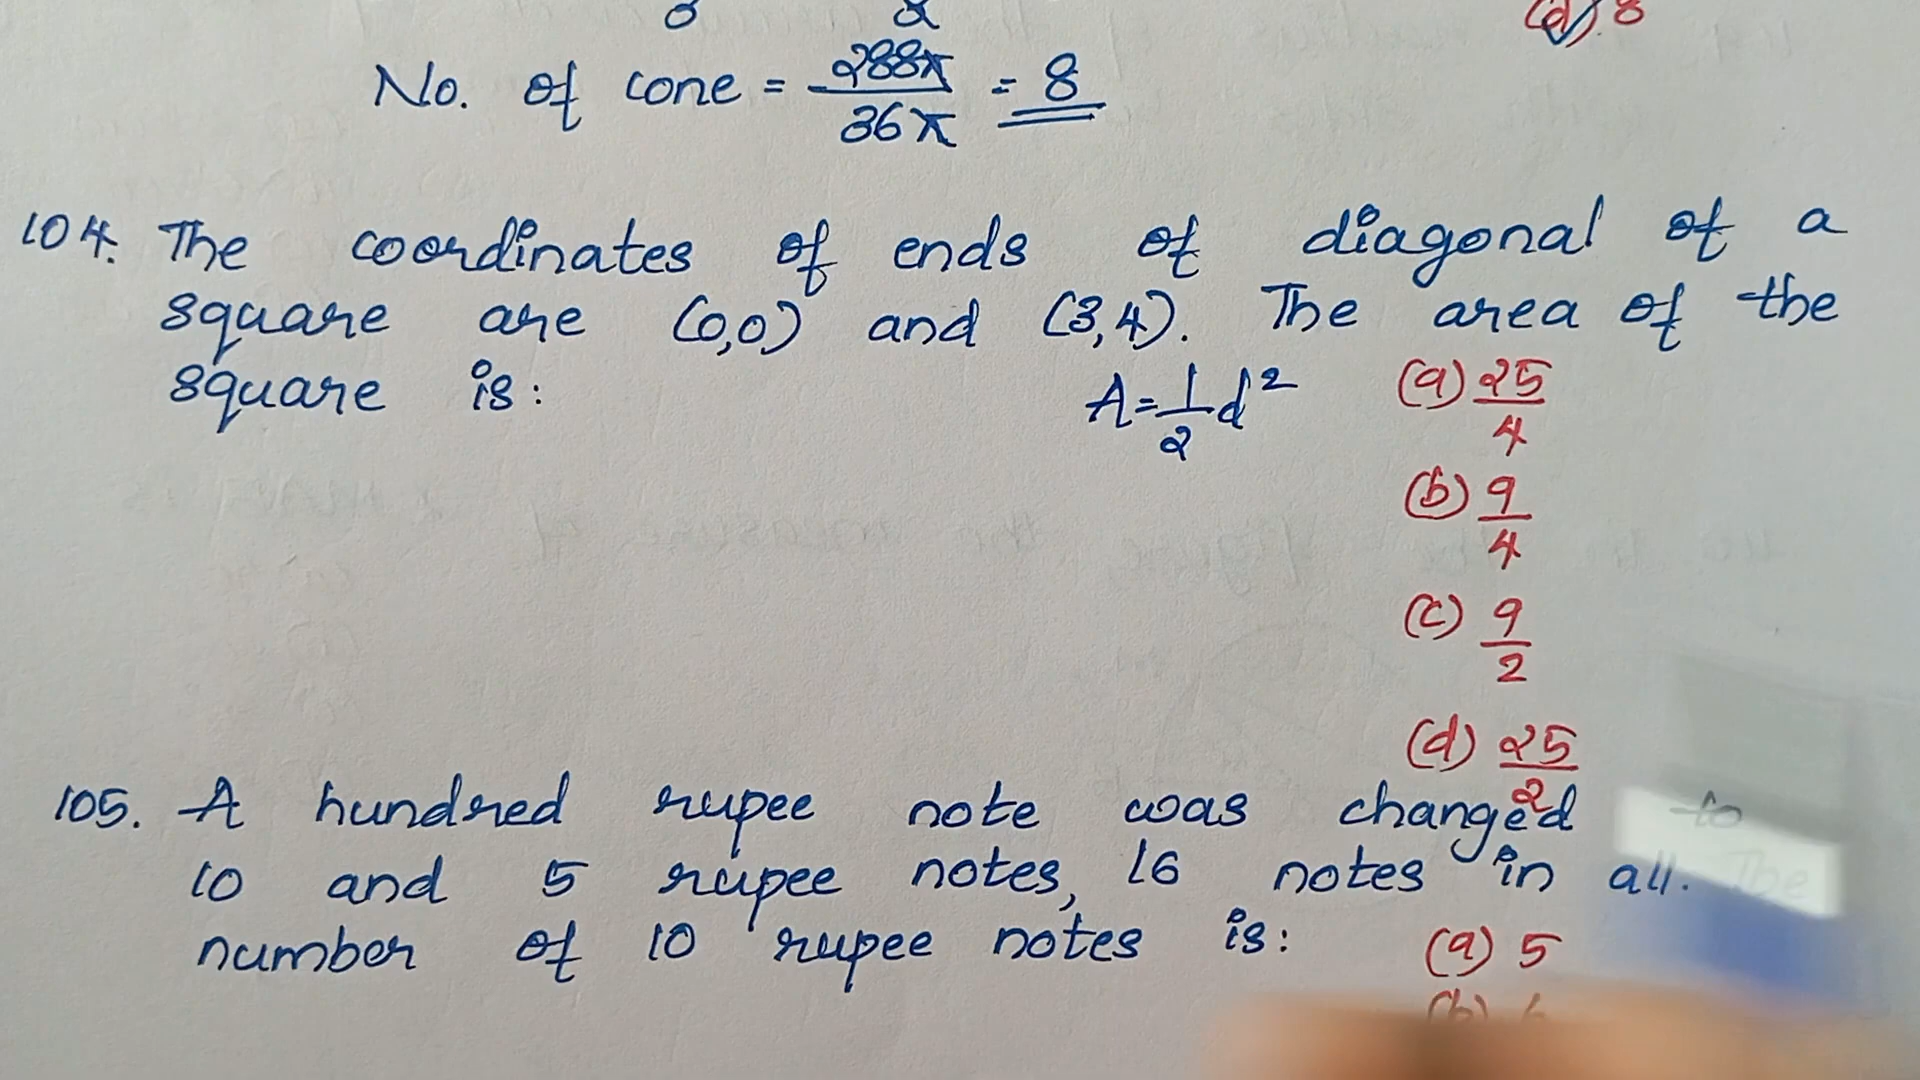 (d) 8
No. of cone = 288π/36π = 8
104. The coordinates of ends of diagonal of a
square are (0,0) and (3,4). The area of the
square is:
A = 1/2 d²
(a) 25/4
(b) 9/4
(c) 9/2
(d) 25/2
105. A hundred rupee note was changed to
10 and 5 rupee notes, 16 notes in all. The
number of 10 rupee notes is:
(a) 5
(b)